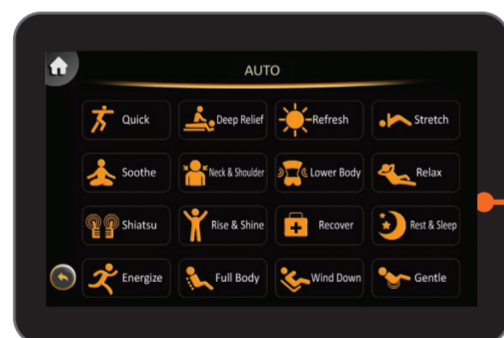 AUTO
Quick
Deep Relief
Refresh
Stretch
Soothe
Neck & Shoulder
Lower Body
Relax
Shiatsu
Rise & Shine
Recover
Rest & Sleep
Energize
Full Body
Wind Down
Gentle